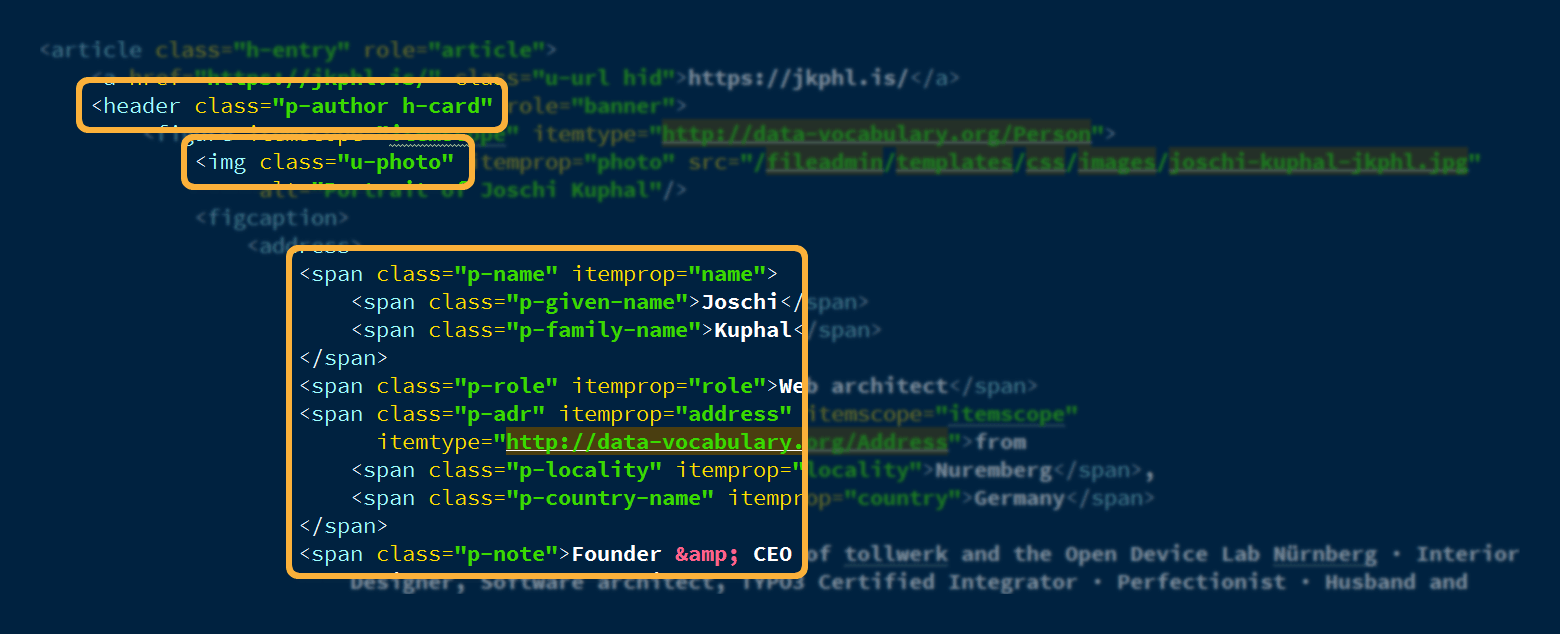 <article class="h-entry" role="article">
<a href="https://jkphl.is/" class="u-url hid">https://jkphl.is/</a>
<header class="p-author h-card" role="banner">
<figure itemscope="itemscope" itemtype="http://data-vocabulary.org/Person">
<img class="u-photo" itemprop="photo" src="/fileadmin/templates/css/images/joschi-kuphal-jkphl.jpg"
alt="Portrait of Joschi Kuphal"/>
<figcaption>
<address>
<span class="p-name" itemprop="name">
<span class="p-given-name">Joschi</span>
<span class="p-family-name">Kuphal</span>
</span>
<span class="p-role" itemprop="role">Web architect</span>
<span class="p-adr" itemprop="address" itemscope="itemscope"
itemtype="http://data-vocabulary.org/Address">from
<span class="p-locality" itemprop="locality">Nuremberg</span>,
<span class="p-country-name" itemprop="country">Germany</span>
</span>
<span class="p-note">Founder &amp; CEO of tollwerk and the Open Device Lab Nürnberg · Interior
Designer, Software architect, TYPO3 Certified Integrator · Perfectionist · Husband and